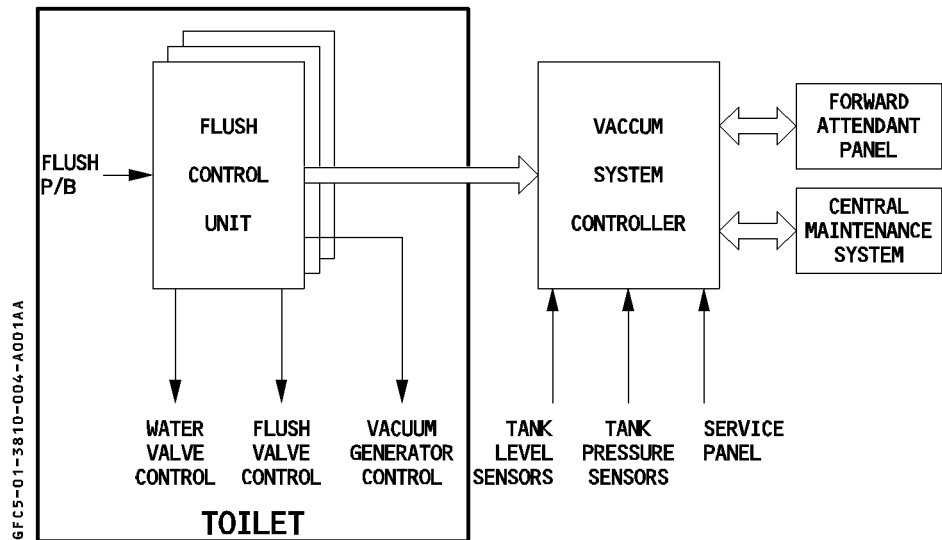 FLUSH
P/B
FLUSH
CONTROL
UNIT
VACCUM
SYSTEM
CONTROLLER
FORWARD
ATTENDANT
PANEL
CENTRAL
MAINTENANCE
SYSTEM
WATER
VALVE
CONTROL
FLUSH
VALVE
CONTROL
VACUUM
GENERATOR
CONTROL
TANK
LEVEL
SENSORS
TANK
PRESSURE
SENSORS
SERVICE
PANEL
TOILET
GFC5-01-3810-004-A001AA